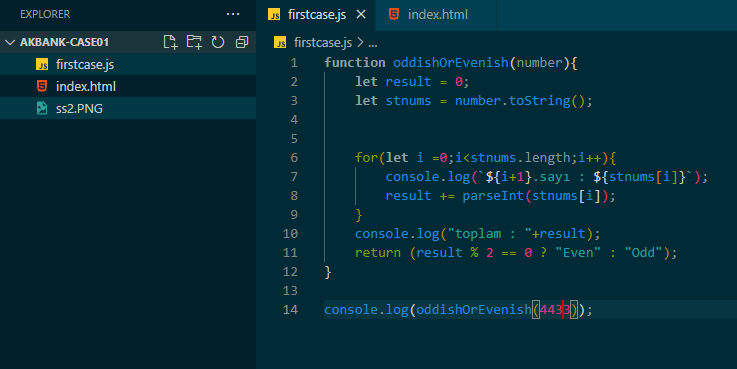 EXPLORER
AKBANK-CASE01
firstcase.js
index.html
ss2.PNG
firstcase.js
index.html
firstcase.js > ...
1 function oddishOrEvenish(number){
2 let result = 0;
3 let stnums = number.toString();
4
5
6 for(let i =0;i<stnums.length;i++){
7 console.log(`${i+1}.sayı : ${stnums[i]}`);
8 result += parseInt(stnums[i]);
9 }
10 console.log("toplam : "+result);
11 return (result % 2 == 0 ? "Even" : "Odd");
12 }
13
14 console.log(oddishOrEvenish(4433));